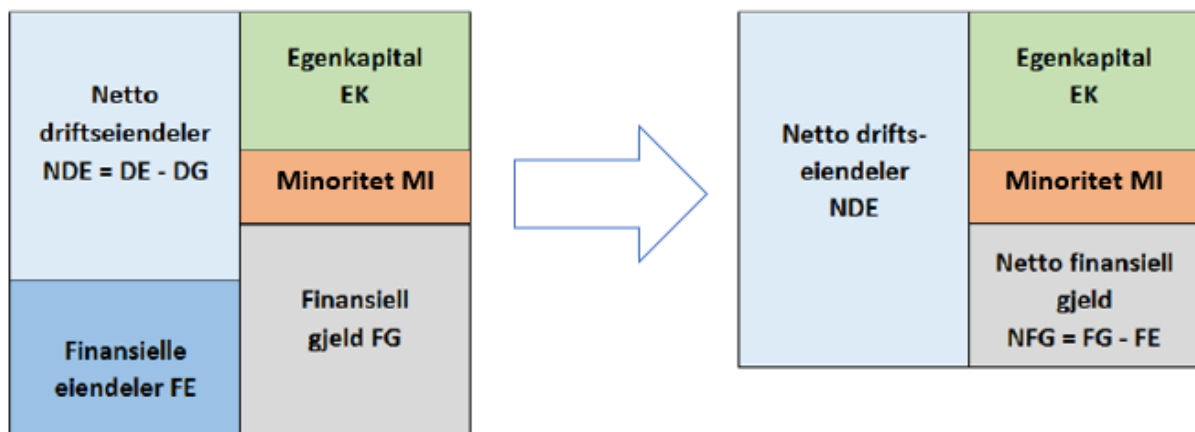 Netto
driftseiendeler
NDE = DE - DG
Finansielle
eiendeler FE
Egenkapital
EK
Minoritet MI
Finansiell
gjeld FG
Netto drifts-
eiendeler
NDE
Egenkapital
EK
Minoritet MI
Netto finansiell
gjeld
NFG = FG - FE